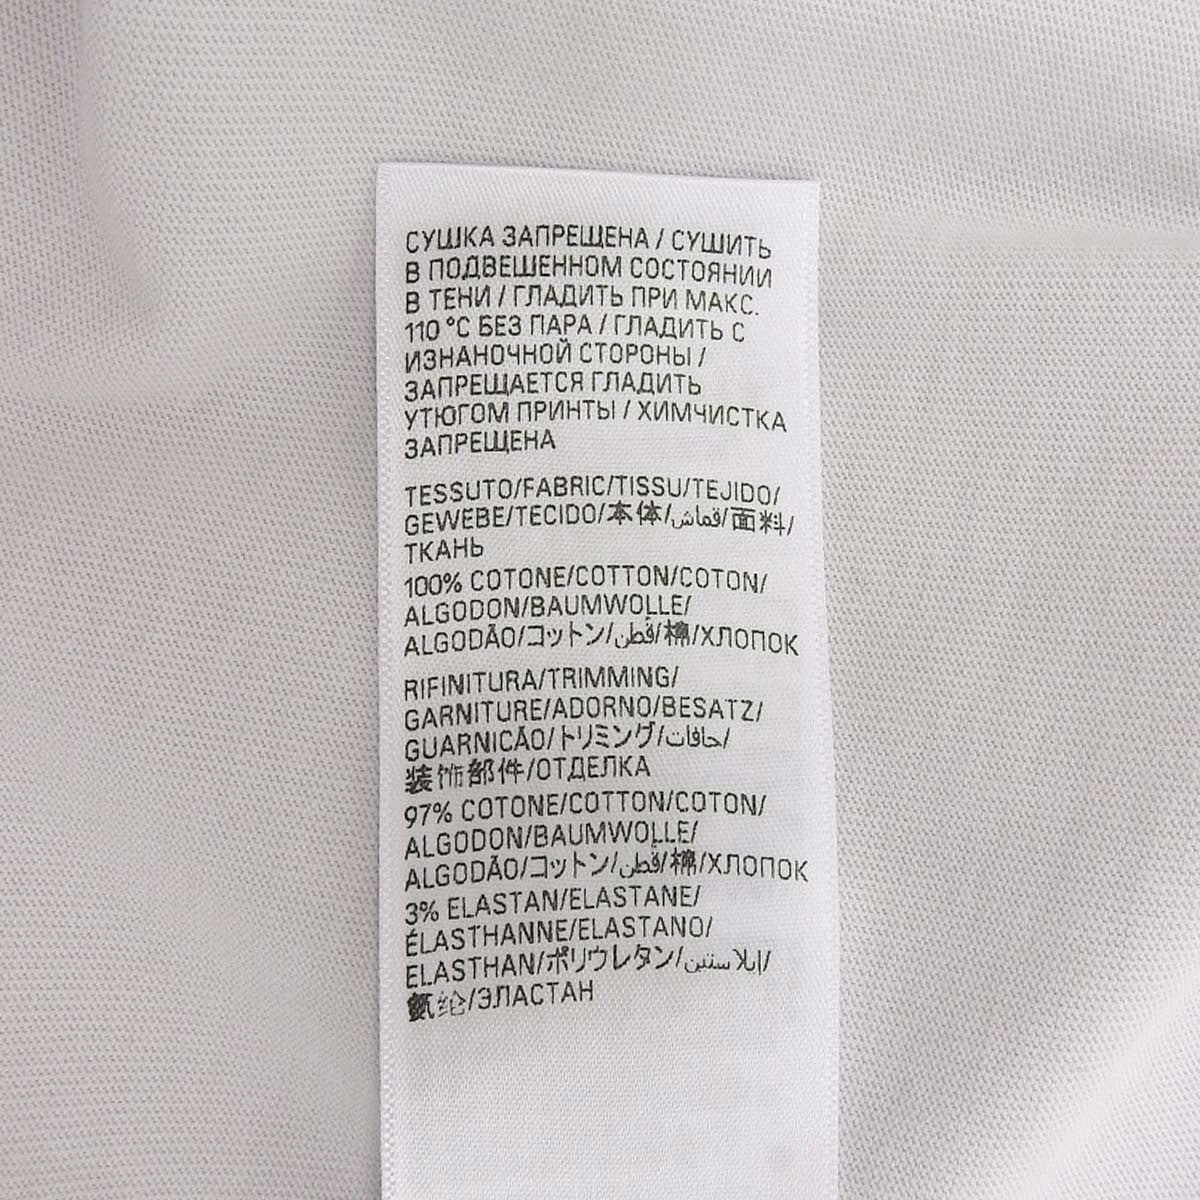 СУШКА ЗАПРЕЩЕНА / СУШИТЬ
В ПОДВЕШЕННОМ СОСТОЯНИИ
В ТЕНИ / ГЛАДИТЬ ПРИ МАКС.
110 °C БЕЗ ПАРА / ГЛАДИТЬ С
ИЗНАНОЧНОЙ СТОРОНЫ /
ЗАПРЕЩАЕТСЯ ГЛАДИТЬ
УТЮГОМ ПРИНТЫ / ХИМЧИСТКА
ЗАПРЕЩЕНА
TESSUTO/FABRIC/TISSU/TEJIDO/
GEWEBE/TECIDO/本体/قماش/面料/
ТКАНЬ
100% COTONE/COTTON/COTON/
ALGODON/BAUMWOLLE/
ALGODÃO/コットン/قُطن/棉/ХЛОПОК
RIFINITURA/TRIMMING/
GARNITURE/ADORNO/BESATZ/
GUARNICÃO/トリミング/حافات/
装饰部件/ОТДЕЛКА
97% COTONE/COTTON/COTON/
ALGODON/BAUMWOLLE/
ALGODÃO/コットン/قُطن/棉/ХЛОПОК
3% ELASTAN/ELASTANE/
ÉLASTHANNE/ELASTANO/
ELASTHAN/ポリウレタン/إيلاستين/
氨纶/ЭЛАСТАН